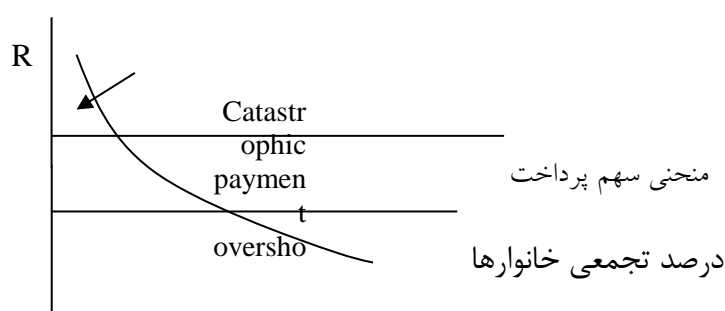 R
Catastr
ophic
paymen
t
oversho
منحنی سهم پرداخت
درصد تجمعی خانوارها